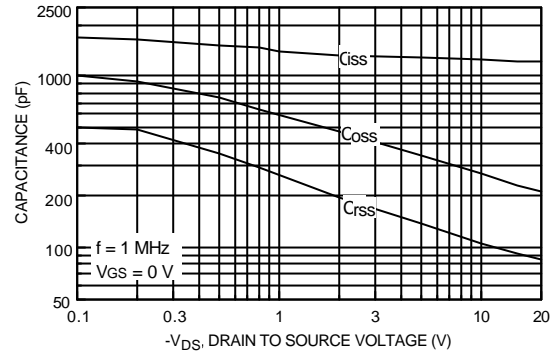 2500
1000
400
200
100
50
CAPACITANCE (pF)
Ciss
Coss
Crss
f = 1 MHz
VGS = 0 V
0.1 0.3 1 3 10 20
-VDS, DRAIN TO SOURCE VOLTAGE (V)